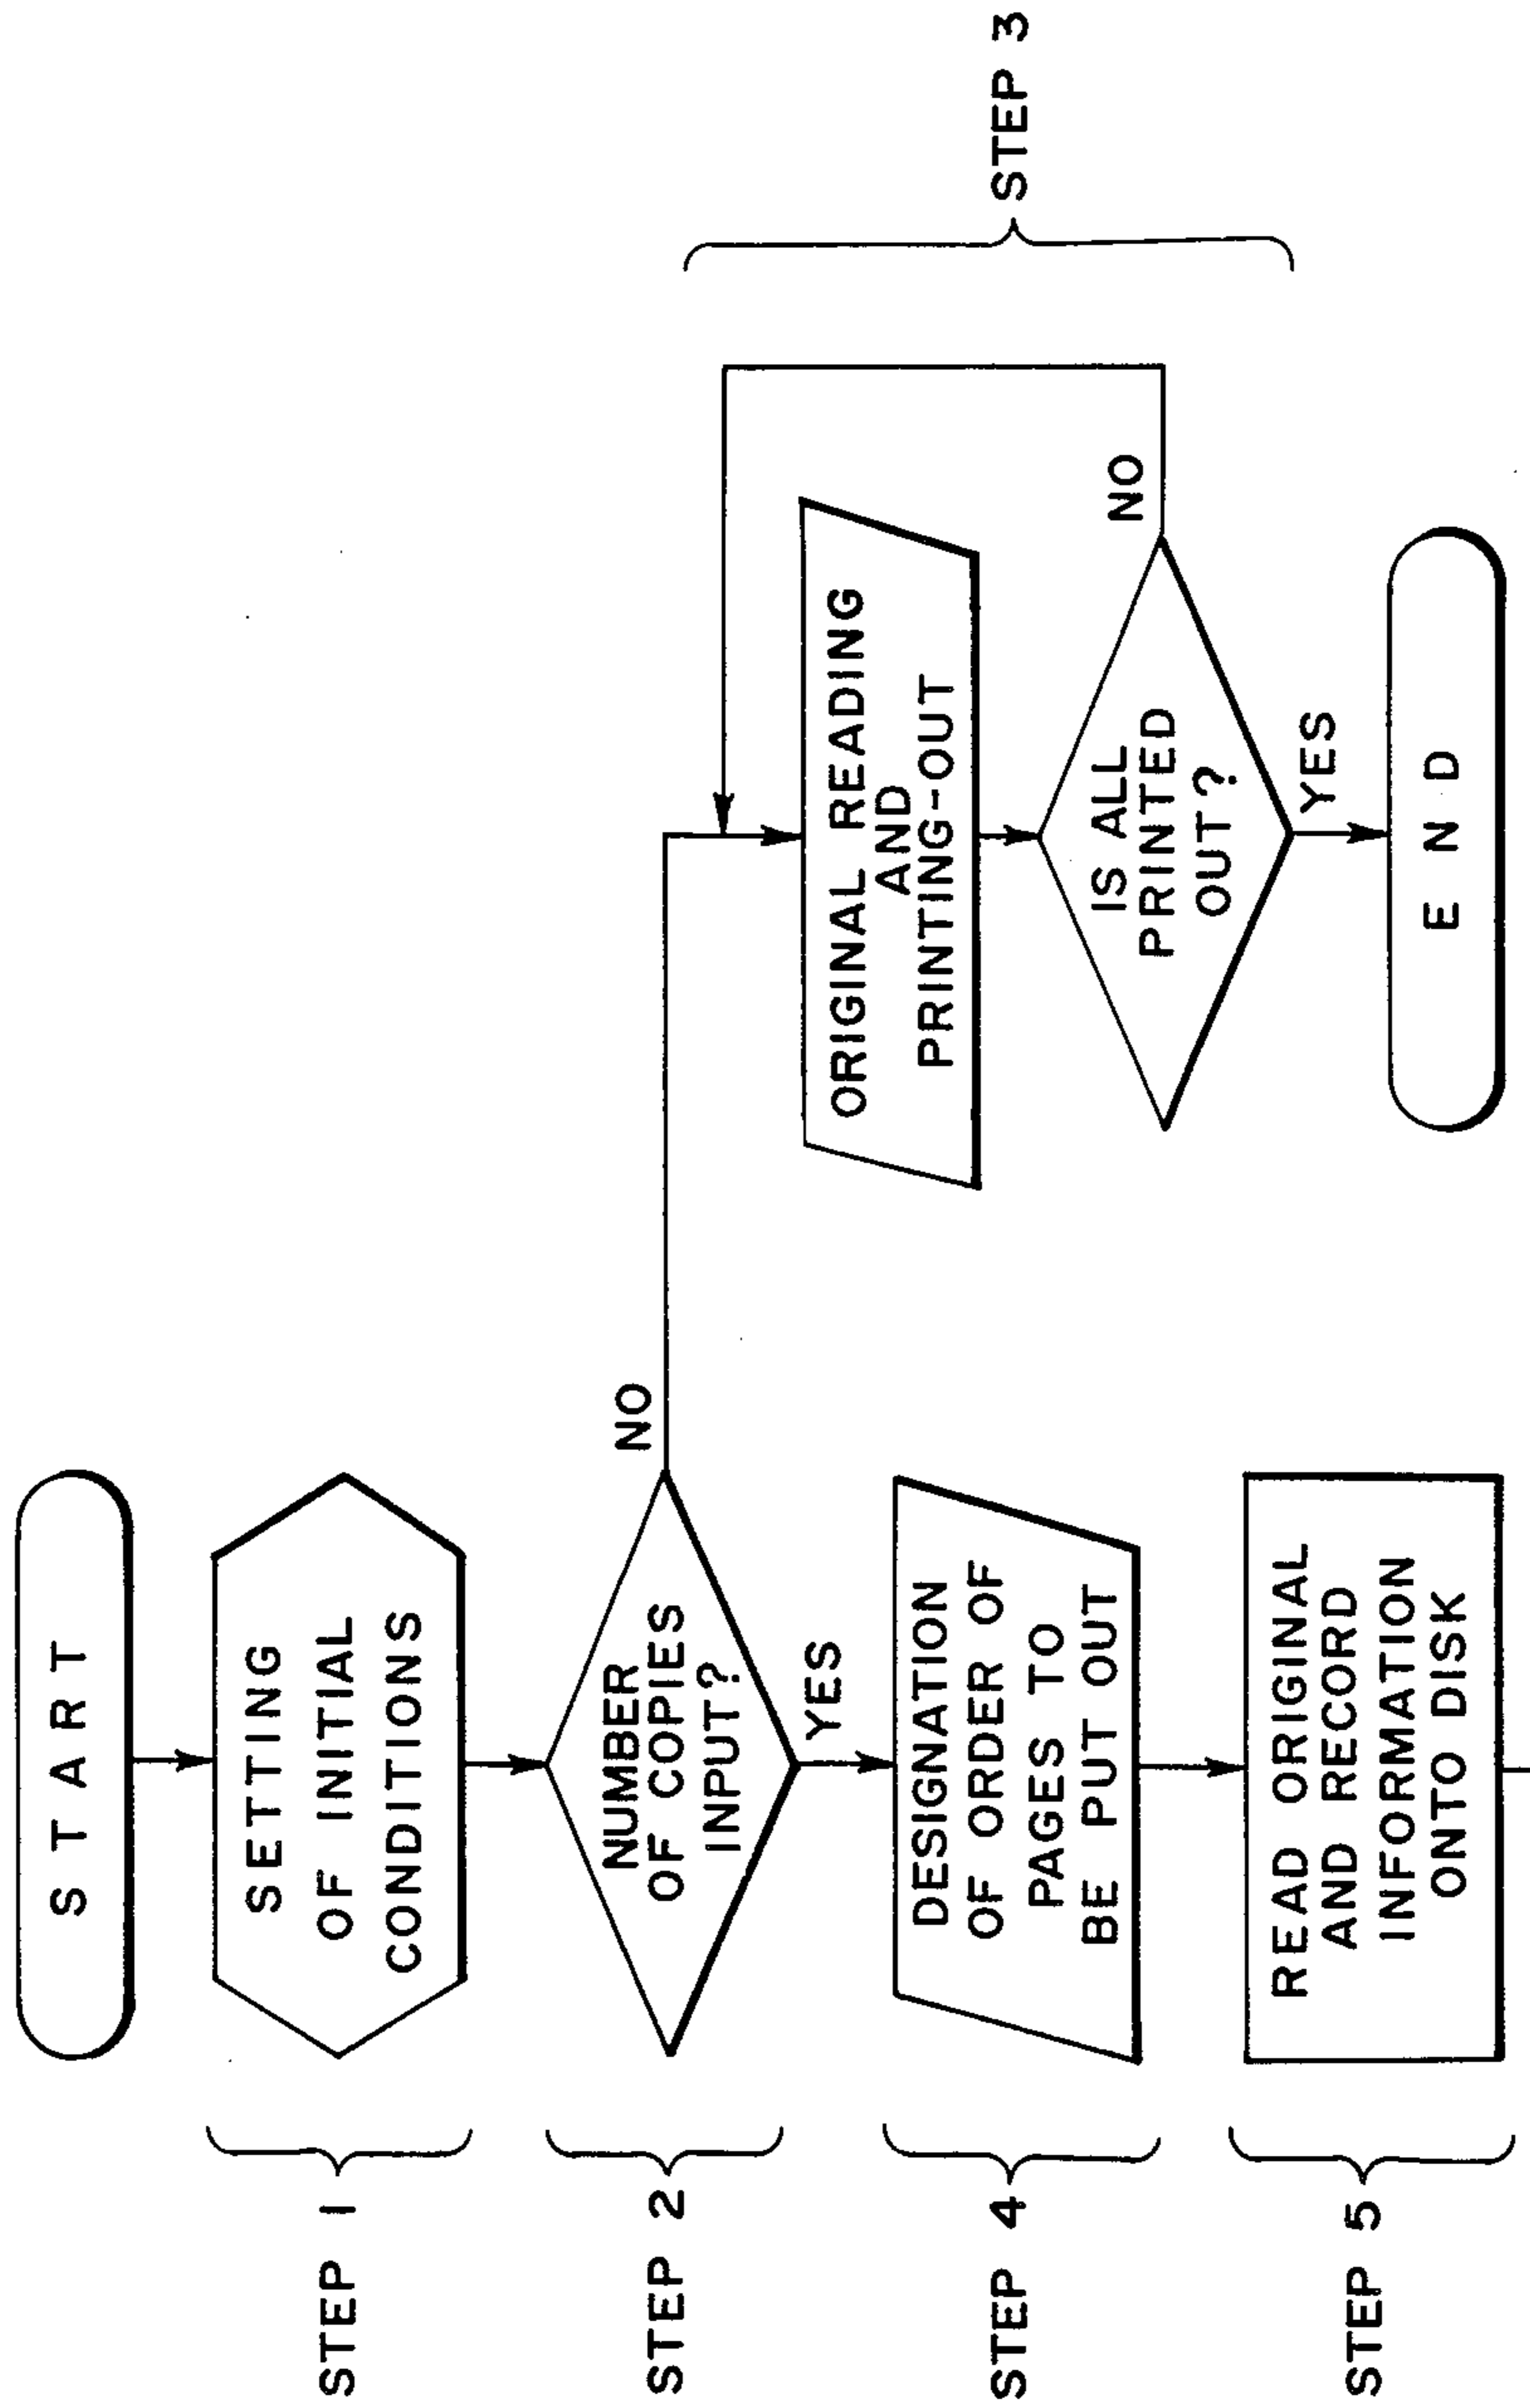 START
STEP 1
SETTING
OF INITIAL
CONDITIONS
STEP 2
NUMBER
OF COPIES
INPUT?
NO
YES
STEP 3
ORIGINAL READING
AND
PRINTING-OUT
IS ALL
PRINTED
OUT?
NO
YES
END
STEP 4
DESIGNATION
OF ORDER OF
PAGES TO
BE PUT OUT
STEP 5
READ ORIGINAL
AND RECORD
INFORMATION
ONTO DISK